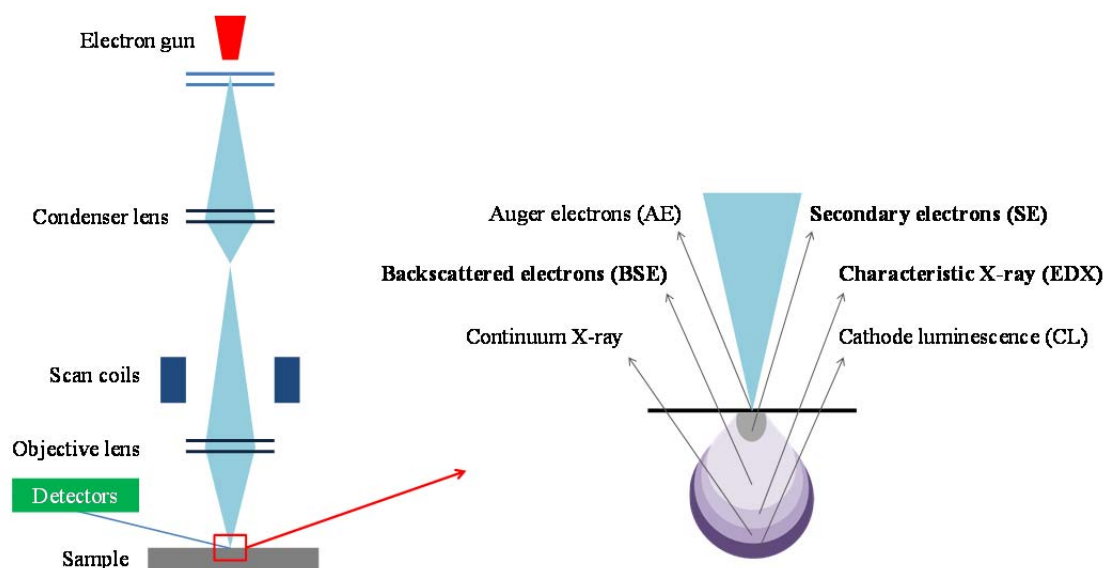 Electron gun
Condenser lens
Scan coils
Objective lens
Detectors
Sample
Auger electrons (AE)
Secondary electrons (SE)
Backscattered electrons (BSE)
Characteristic X-ray (EDX)
Continuum X-ray
Cathode luminescence (CL)